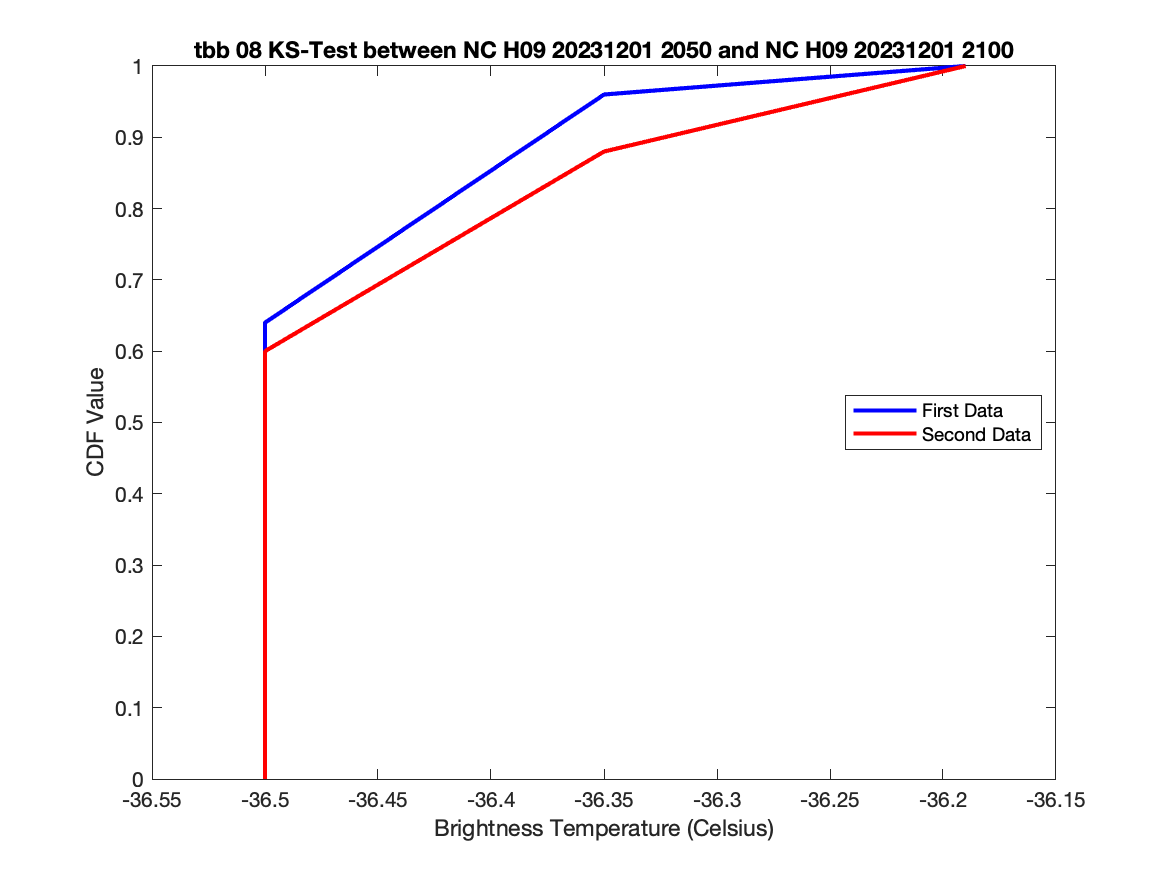 tbb 08 KS-Test between NC H09 20231201 2050 and NC H09 20231201 2100
1
0.9
0.8
0.7
0.6
0.5
0.4
0.3
0.2
0.1
0
CDF Value
First Data
Second Data
-36.55 -36.5 -36.45 -36.4 -36.35 -36.3 -36.25 -36.2 -36.15
Brightness Temperature (Celsius)